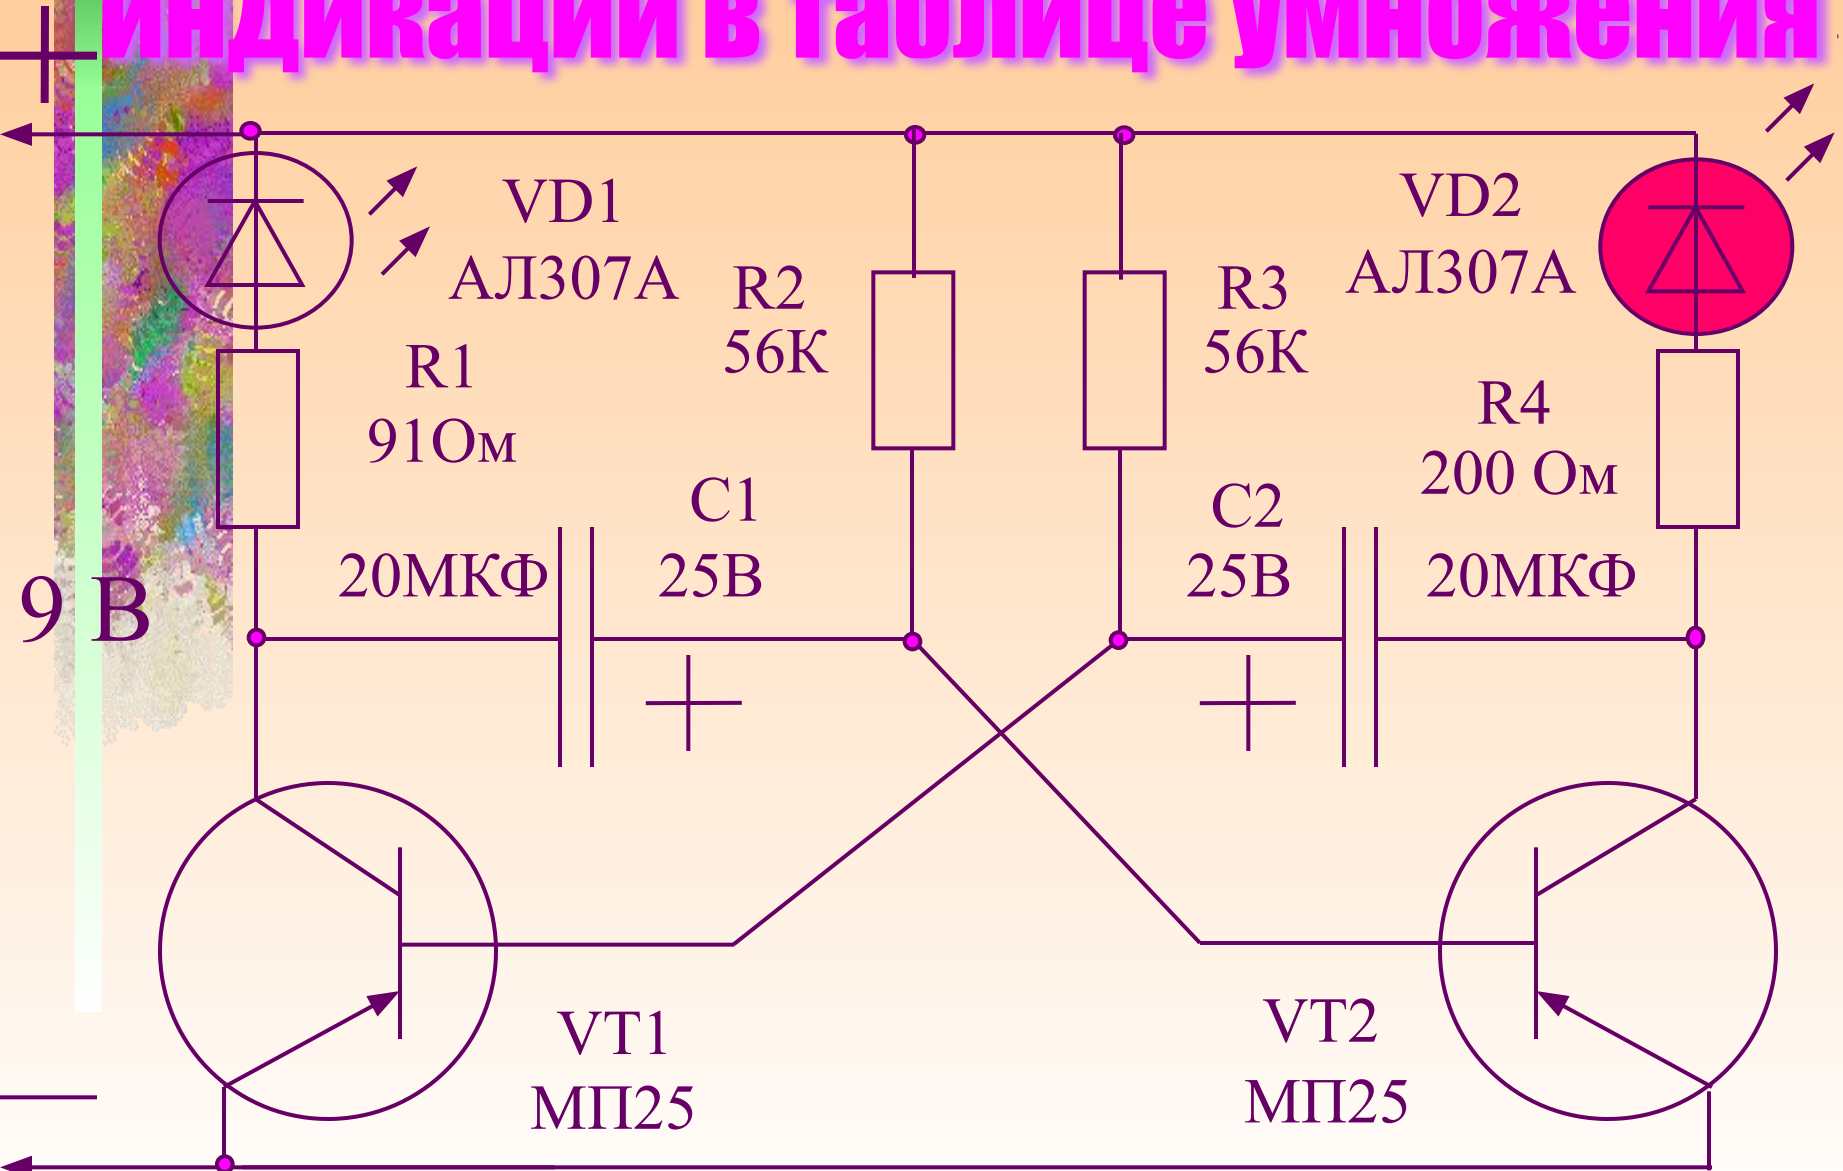 индикации в таблице умножения
VD1
АЛ307А
VD2
АЛ307А
R2
56К
R3
56К
R1
91Ом
R4
200 Ом
C1
20МКФ
25В
C2
25В
20МКФ
9 В
VT1
МП25
VT2
МП25